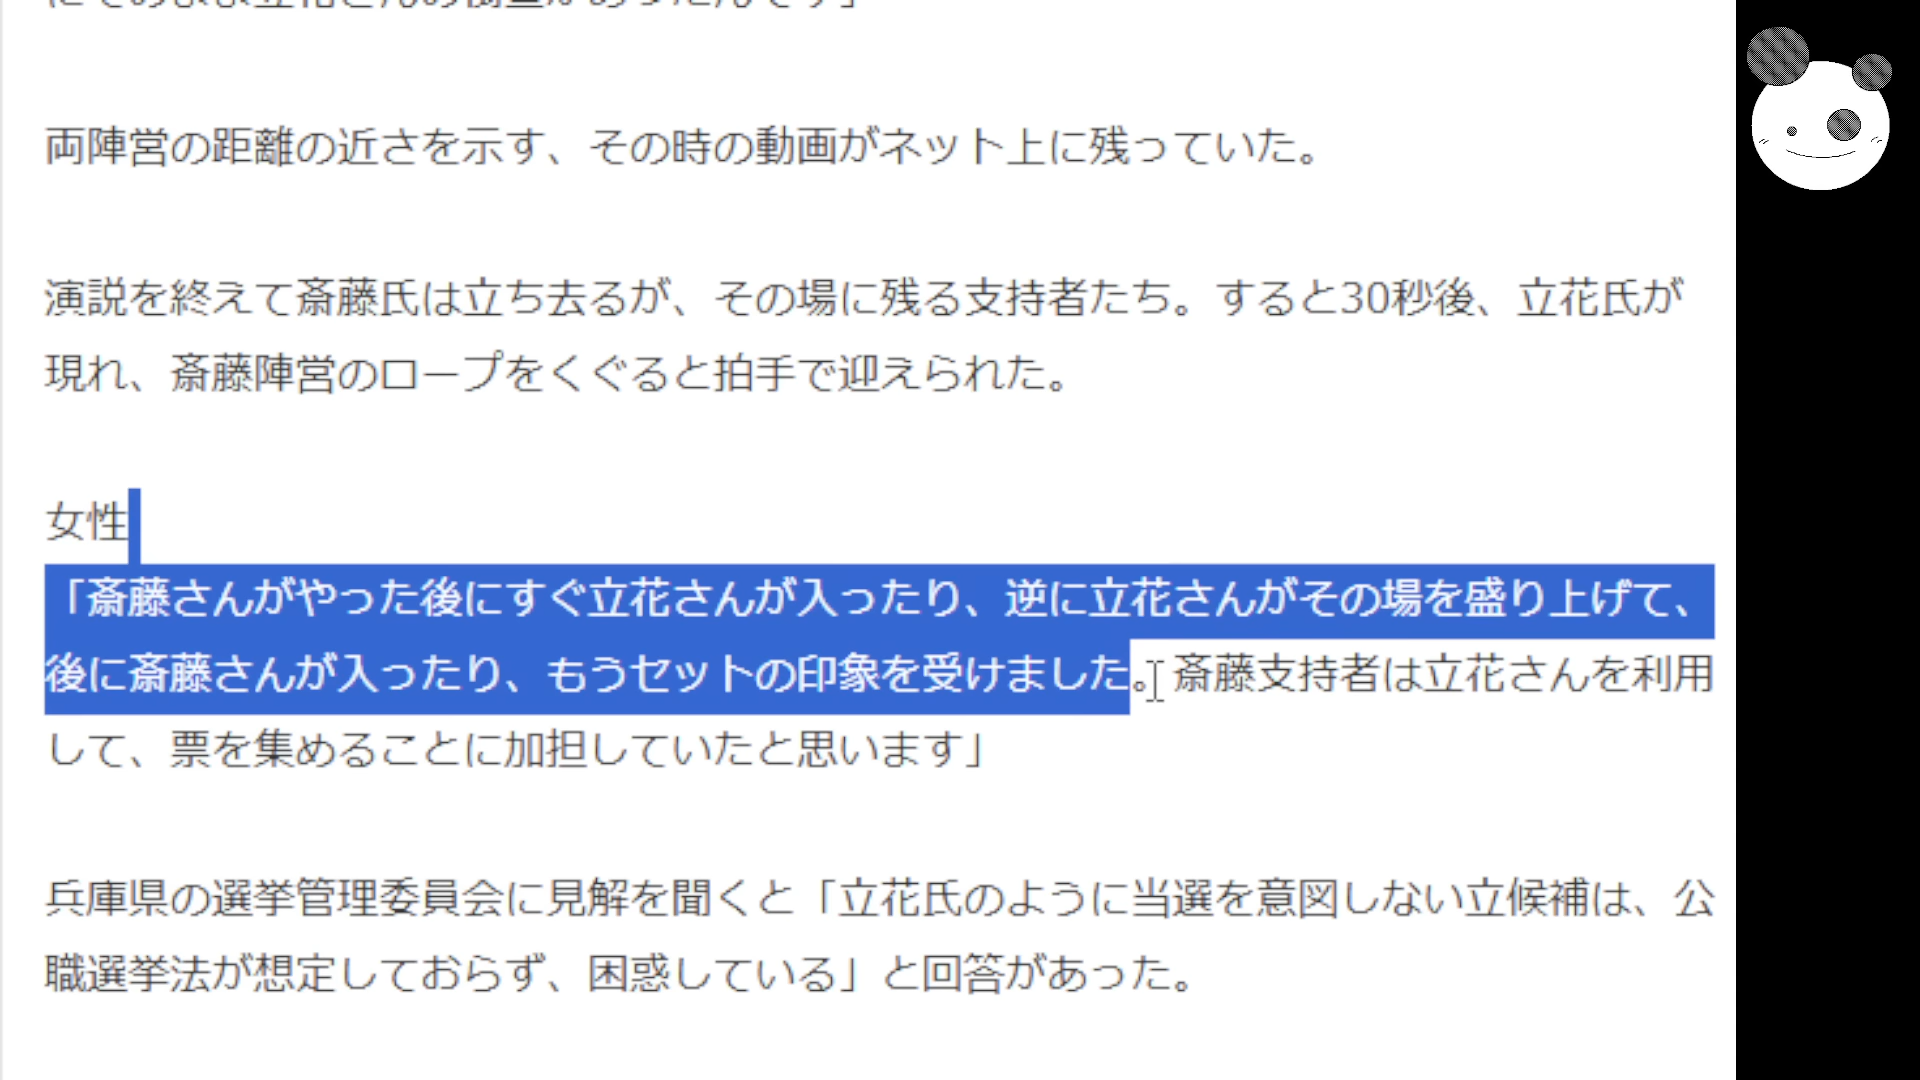 両陣営の距離の近さを示す、その時の動画がネット上に残っていた。
演説を終えて斎藤氏は立ち去るが、その場に残る支持者たち。すると30秒後、立花氏が
現れ、斎藤陣営のロープをくぐると拍手で迎えられた。
女性
「斎藤さんがやった後にすぐ立花さんが入ったり、逆に立花さんがその場を盛り上げて、
後に斎藤さんが入ったり、もうセットの印象を受けました。斎藤支持者は立花さんを利用
して、票を集めることに加担していたと思います」
兵庫県の選挙管理委員会に見解を聞くと「立花氏のように当選を意図しない立候補は、公
職選挙法が想定しておらず、困惑している」と回答があった。